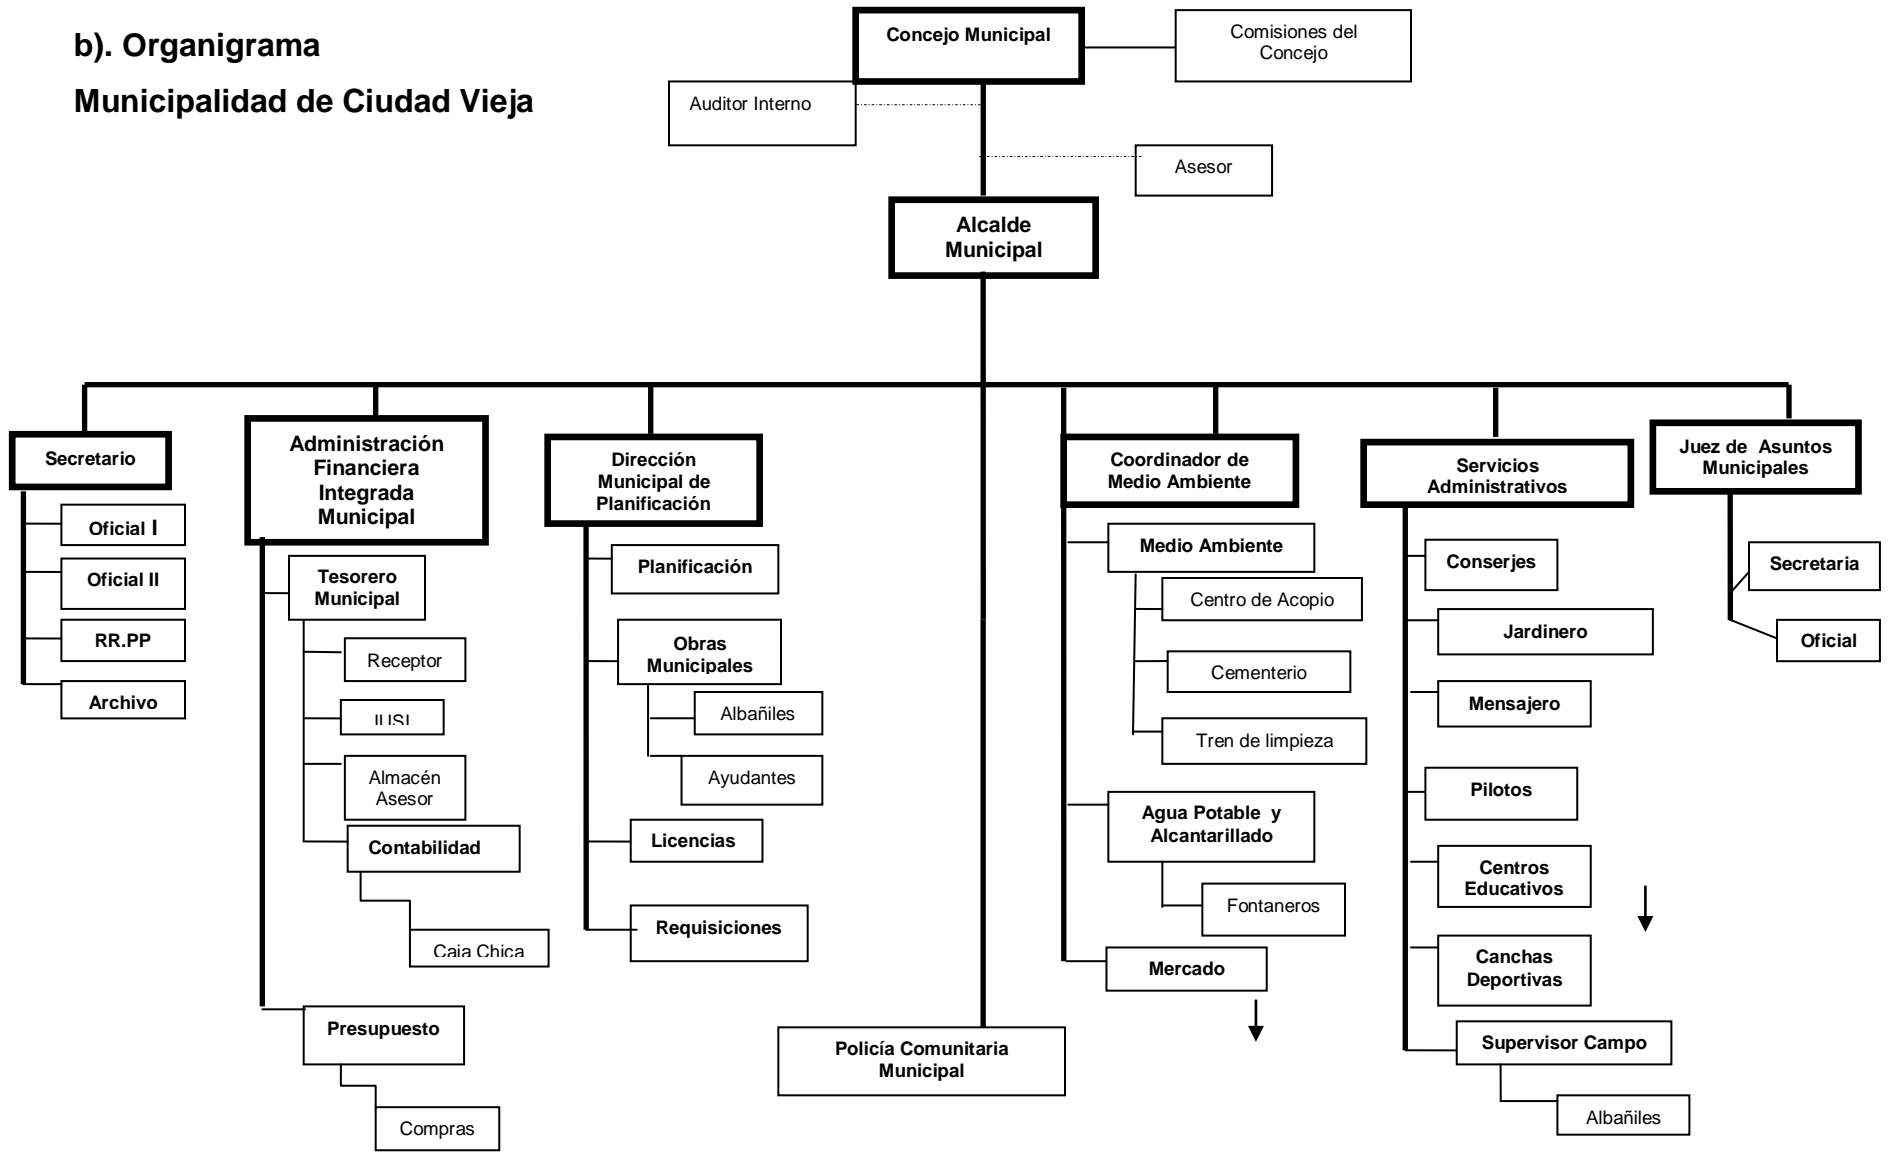 b). Organigrama
Municipalidad de Ciudad Vieja
Concejo Municipal
Comisiones del
Concejo
Auditor Interno
Asesor
Alcalde
Municipal
Secretario
Oficial I
Oficial II
RR.PP
Archivo
Administración
Financiera
Integrada
Municipal
Tesorero
Municipal
Receptor
IUSI
Almacén
Asesor
Contabilidad
Caja Chica
Presupuesto
Compras
Dirección
Municipal de
Planificación
Planificación
Obras
Municipales
Albañiles
Ayudantes
Licencias
Requisiciones
Policía Comunitaria
Municipal
Coordinador de
Medio Ambiente
Medio Ambiente
Centro de Acopio
Cementerio
Tren de limpieza
Agua Potable y
Alcantarillado
Fontaneros
Mercado
Servicios
Administrativos
Conserjes
Jardinero
Mensajero
Pilotos
Centros
Educativos
Canchas
Deportivas
Supervisor Campo
Albañiles
Juez de Asuntos
Municipales
Secretaria
Oficial